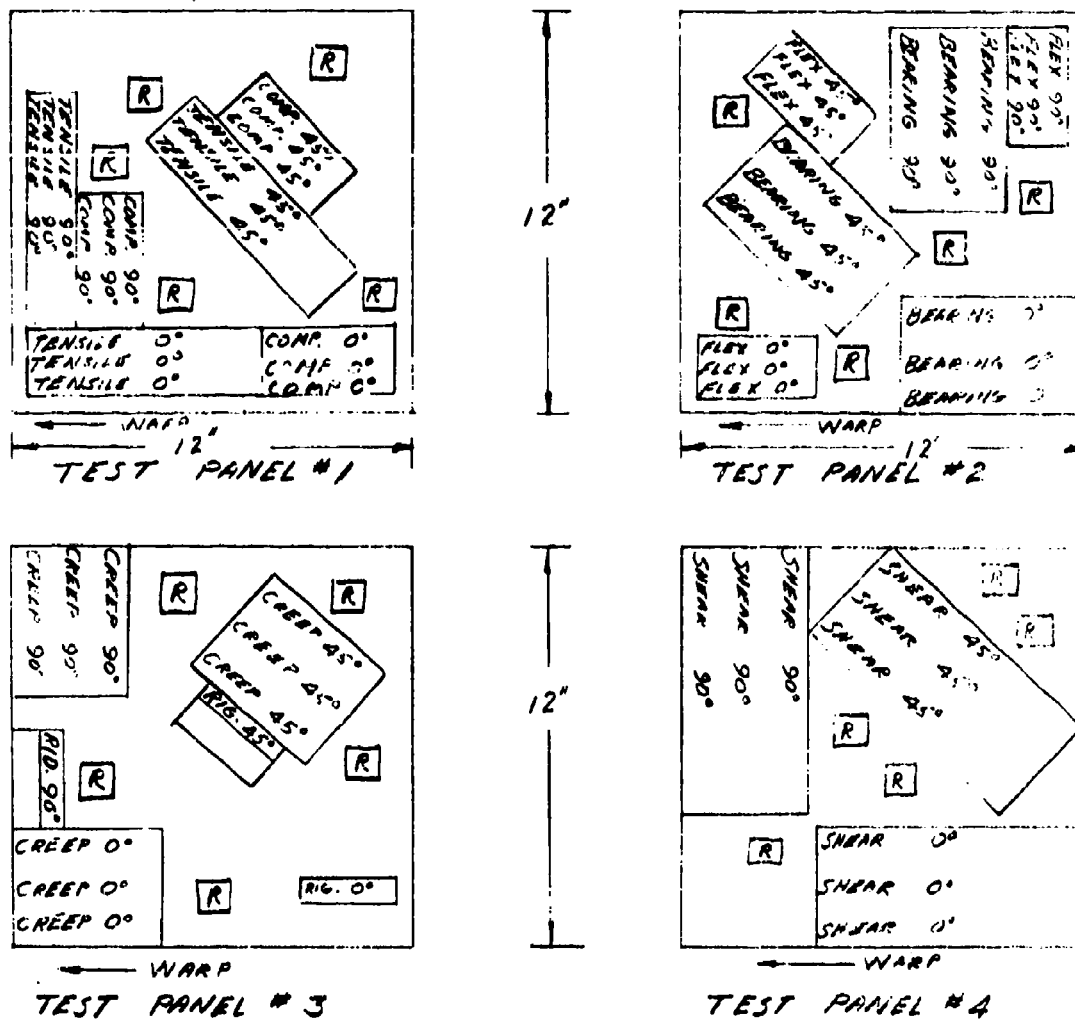 R
R
COMP. 45°
COMP. 45°
COMP 45°
TENSILE 45°
TENSILE 45°
TENSILE 45°
TENSILE 90°
TENSILE 90°
TENSILE 90°
R
COMP. 90°
COMP. 90°
COMP 90°
R
R
TENSILE 0°
TENSILE 0°
TENSILE 0°
COMP. 0°
COMP 0°
COMP 0°
WARP
12"
TEST PANEL #1
12"
FLEX 45°
FLEX 45°
FLEX 45°
R
BEARING 90°
BEARING 90°
BEARING 90°
FLEX 90°
FLEX 90°
FLEX 90°
BEARING 45°
BEARING 45°
BEARING 45°
R
R
R
BEARING 0°
BEARING 0°
BEARING
FLEX 0°
FLEX 0°
FLEX 0°
R
WARP
12"
TEST PANEL #2
CREEP 90°
CREEP 90°
CREEP 90°
R
R
CREEP 45°
CREEP 45°
CREEP 45°
RIG. 45°
RID. 90°
R
R
CREEP 0°
CREEP 0°
CREEP 0°
R
RIG. 0°
WARP
TEST PANEL #3
12"
SHEAR 90°
SHEAR 90°
SHEAR 90°
SHEAR 45°
SHEAR 45°
SHEAR 45°
R
R
R
R
R
SHEAR 0°
SHEAR 0°
SHEAR 0°
WARP
TEST PANEL #4